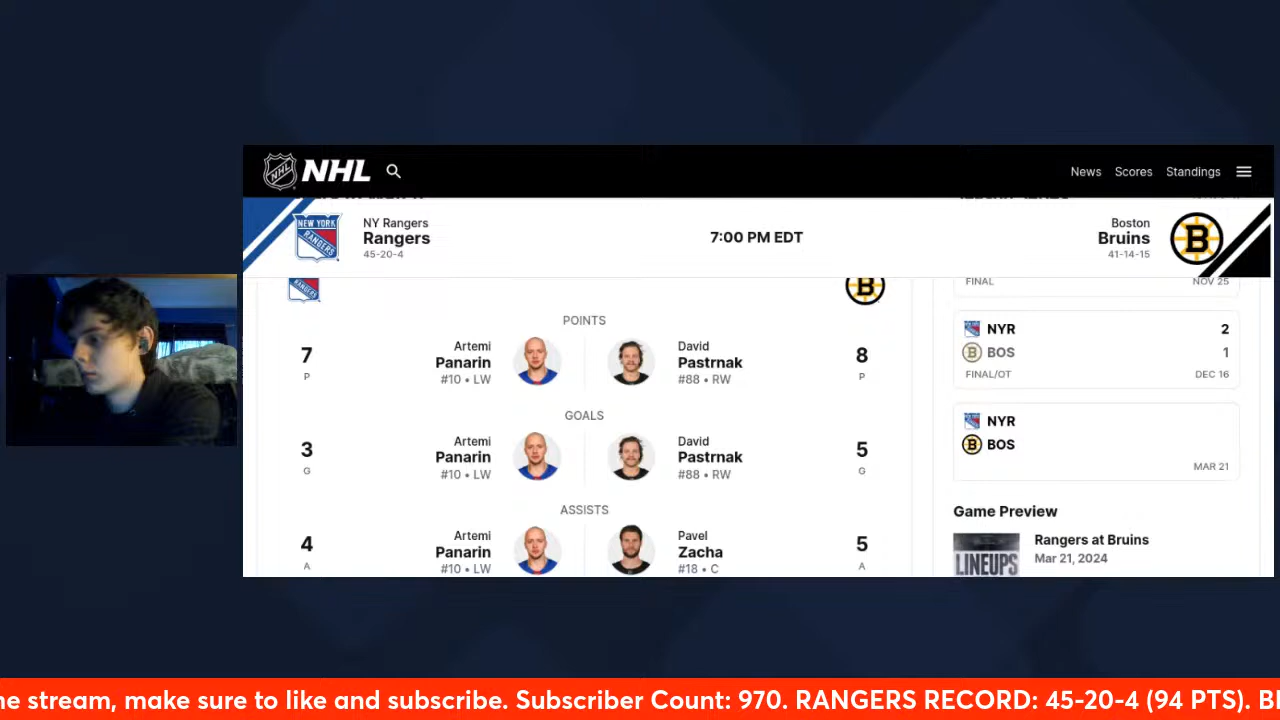 NHL
News Scores Standings
NEW YORK
RANGERS
NY Rangers
Rangers
45-20-4
7:00 PM EDT
Boston
Bruins
41-14-15
B
RANGERS
B
POINTS
7
P
Artemi
Panarin
#10 • LW
David
Pastrnak
#88 • RW
8
P
GOALS
3
G
Artemi
Panarin
#10 • LW
David
Pastrnak
#88 • RW
5
G
ASSISTS
4
A
Artemi
Panarin
#10 • LW
Pavel
Zacha
#18 • C
5
A
FINAL NOV 25
NYR 2
BOS 1
FINAL/OT DEC 16
NYR
BOS
MAR 21
Game Preview
LINEUPS
Rangers at Bruins
Mar 21, 2024
stream, make sure to like and subscribe. Subscriber Count: 970. RANGERS RECORD: 45-20-4 (94 PTS).